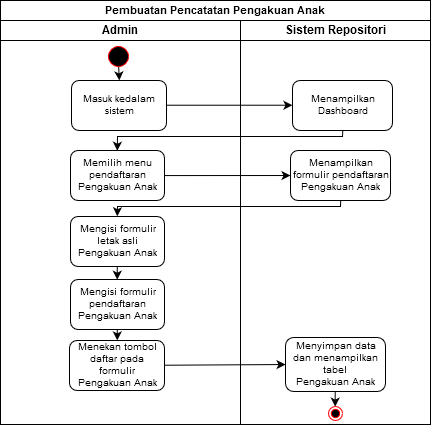 Pembuatan Pencatatan Pengakuan Anak
Admin
Sistem Repositori
Masuk kedalam
sistem
Menampilkan
Dashboard
Memilih menu
pendaftaran
Pengakuan Anak
Menampilkan
formulir pendaftaran
Pengakuan Anak
Mengisi formulir
letak asli
Pengakuan Anak
Mengisi formulir
pendaftaran
Pengakuan Anak
Menekan tombol
daftar pada
formulir
Pengakuan Anak
Menyimpan data
dan menampilkan
tabel
Pengakuan Anak